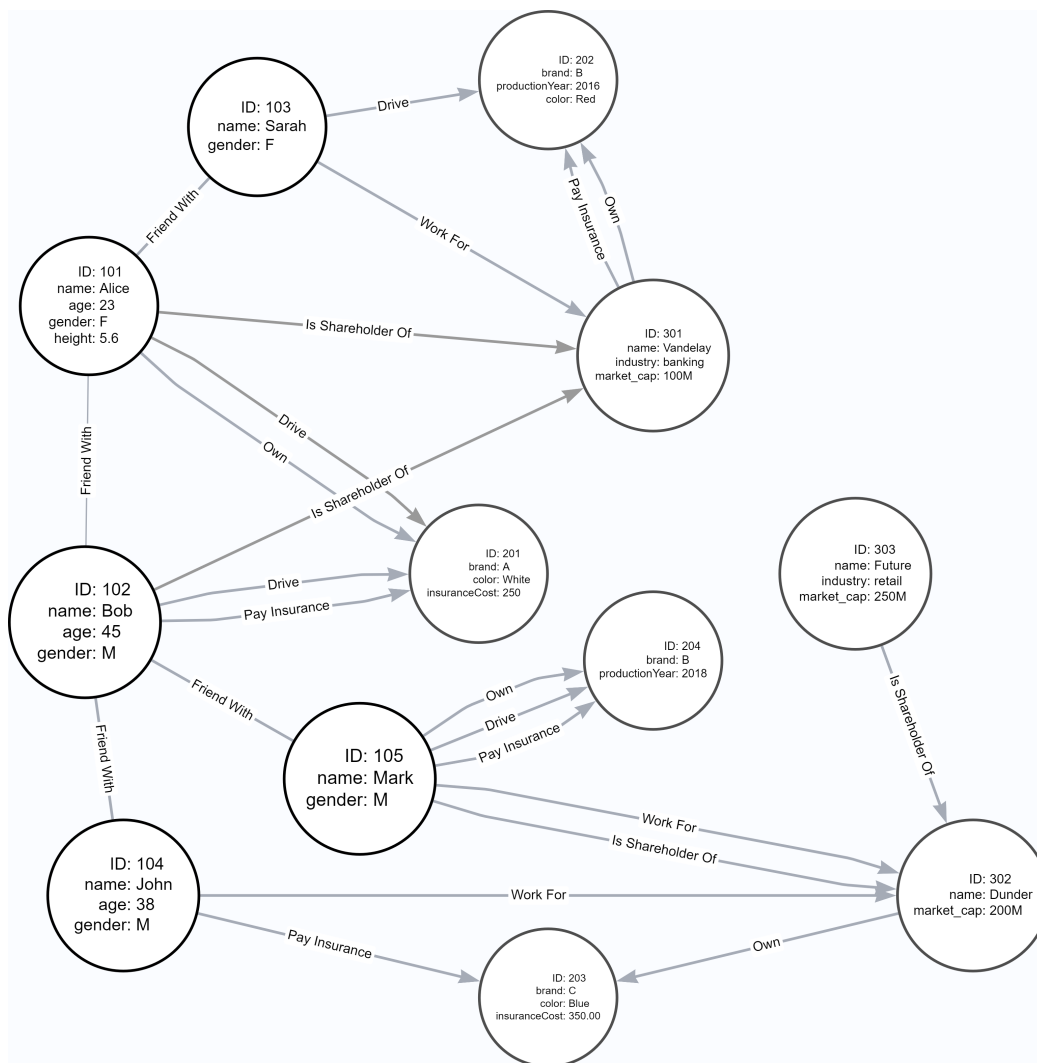 ID: 202
brand: B
productionYear: 2016
color: Red
ID: 103
name: Sarah
gender: F
Drive
Friend With
Work For
Pay Insurance
Own
ID: 101
name: Alice
age: 23
gender: F
height: 5.6
Is Shareholder Of
ID: 301
name: Vandelay
industry: banking
market_cap: 100M
Drive
Own
Friend With
Is Shareholder Of
ID: 201
brand: A
color: White
insuranceCost: 250
ID: 303
name: Future
industry: retail
market_cap: 250M
ID: 102
name: Bob
age: 45
gender: M
Drive
Pay Insurance
ID: 204
brand: B
productionYear: 2018
Friend With
Own
Drive
Pay Insurance
Is Shareholder Of
Friend With
ID: 105
name: Mark
gender: M
Work For
Is Shareholder Of
ID: 104
name: John
age: 38
gender: M
Work For
ID: 302
name: Dunder
market_cap: 200M
Pay Insurance
Own
ID: 203
brand: C
color: Blue
insuranceCost: 350.00